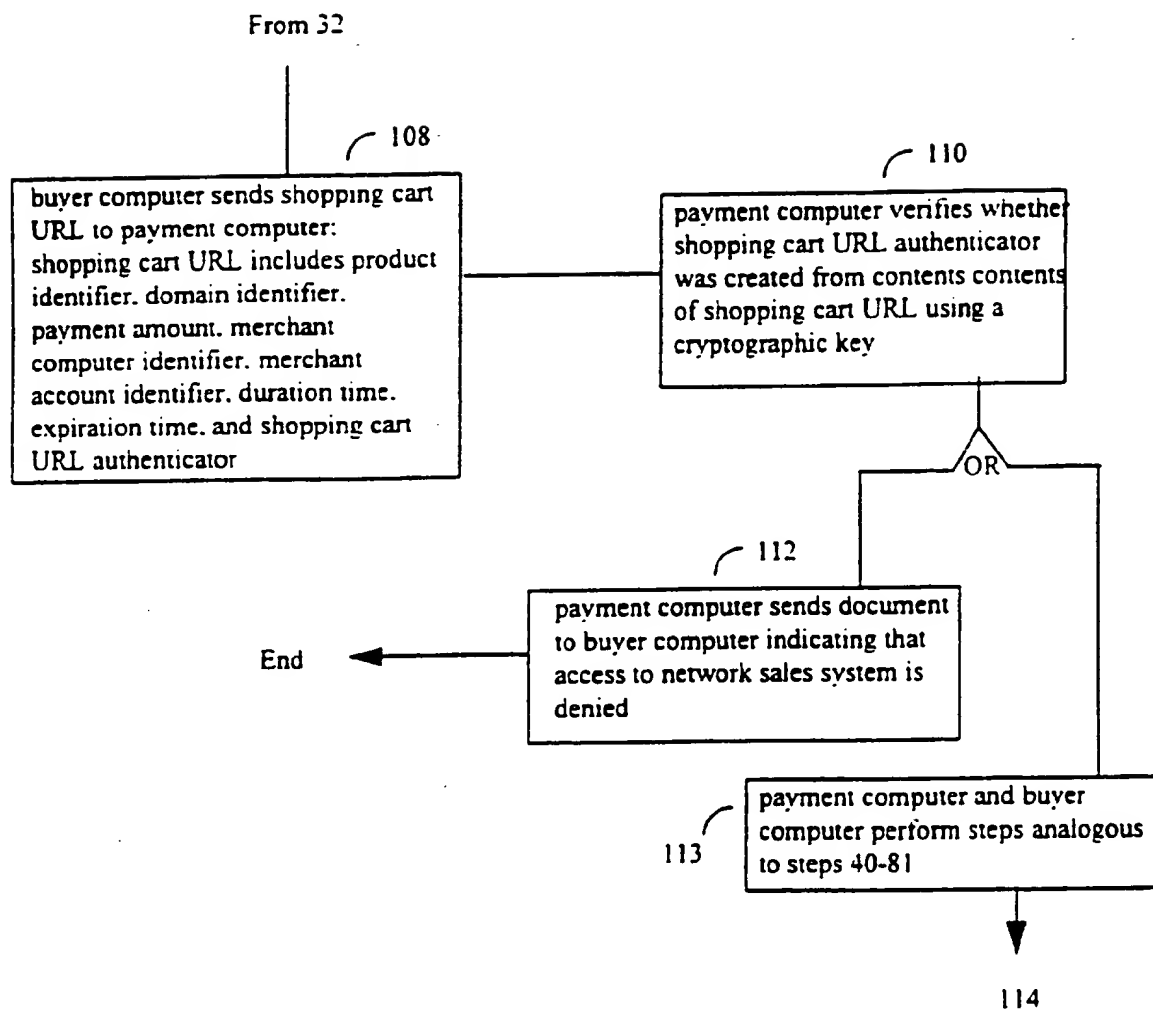 From 32
108
buyer computer sends shopping cart
URL to payment computer:
shopping cart URL includes product
identifier. domain identifier.
payment amount. merchant
computer identifier. merchant
account identifier. duration time.
expiration time. and shopping cart
URL authenticator
110
payment computer verifies whether
shopping cart URL authenticator
was created from contents contents
of shopping cart URL using a
cryptographic key
OR
112
payment computer sends document
to buyer computer indicating that
access to network sales system is
denied
End
113
payment computer and buyer
computer perform steps analogous
to steps 40-81
114